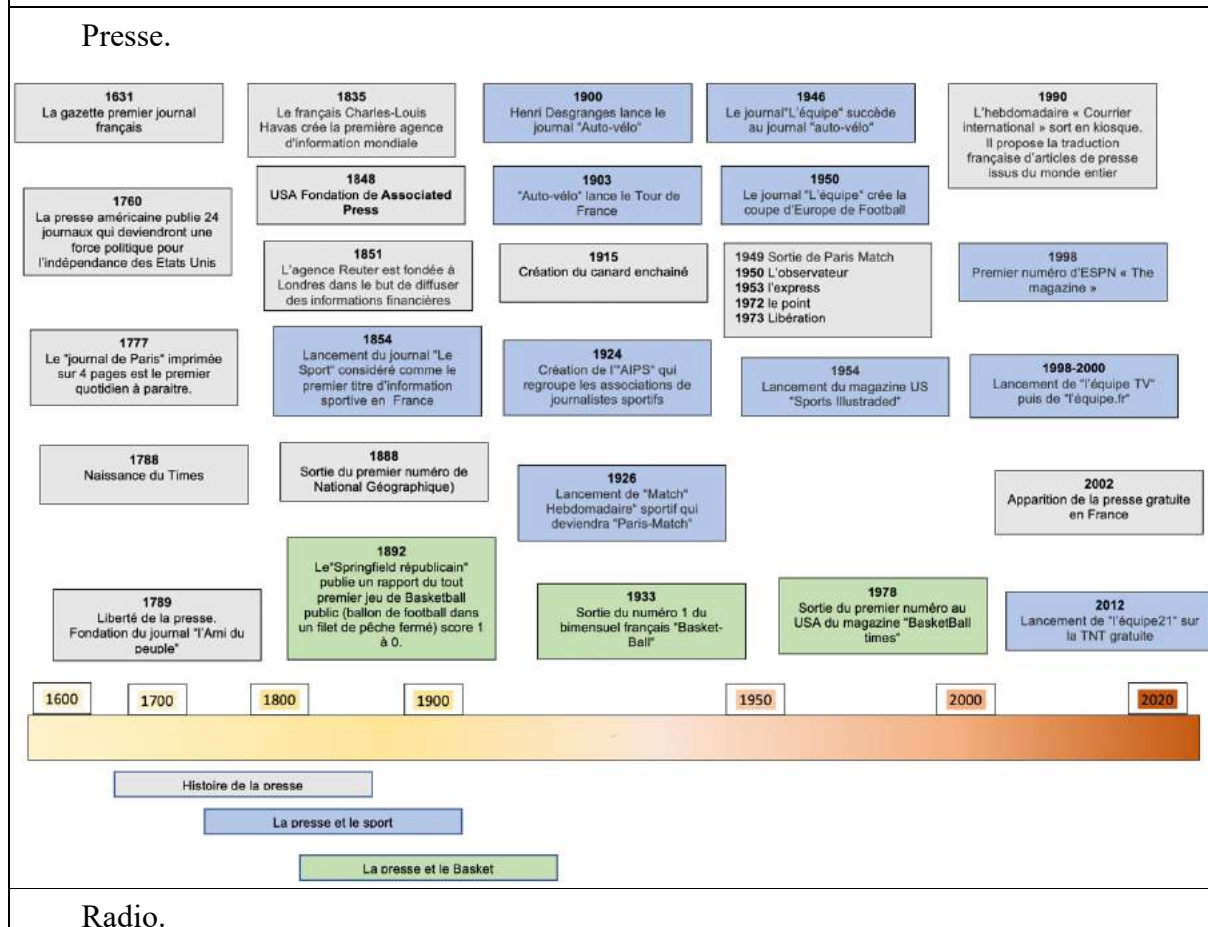 Presse.
1631
La gazette premier journal
français
1760
La presse américaine publie 24
journaux qui deviendront une
force politique pour
l'indépendance des Etats Unis
1777
Le "journal de Paris" imprimée
sur 4 pages est le premier
quotidien à paraitre.
1788
Naissance du Times
1789
Liberté de la presse.
Fondation du journal "l'Ami du
peuple"
1835
Le français Charles-Louis
Havas crée la première agence
d'information mondiale
1848
USA Fondation de Associated
Press
1851
L'agence Reuter est fondée à
Londres dans le but de diffuser
des informations financières
1854
Lancement du journal "Le
Sport" considéré comme le
premier titre d'information
sportive en France
1888
Sortie du premier numéro de
National Géographique)
1892
Le"Springfield républicain"
publie un rapport du tout
premier jeu de Basketball
public (ballon de football dans
un filet de pêche fermé) score 1
à 0.
1900
Henri Desgranges lance le
journal "Auto-vélo"
1903
"Auto-vélo" lance le Tour de
France
1915
Création du canard enchainé
1924
Création de l'"AIPS" qui
regroupe les associations de
journalistes sportifs
1926
Lancement de "Match"
Hebdomadaire" sportif qui
deviendra "Paris-Match"
1933
Sortie du numéro 1 du
bimensuel français "Basket-
Ball"
1946
Le journal"L'équipe" succède
au journal "auto-vélo"
1950
Le journal "L'équipe" crée la
coupe d'Europe de Football
1949 Sortie de Paris Match
1950 L'observateur
1953 l'express
1972 le point
1973 Libération
1954
Lancement du magazine US
"Sports Illustraded"
1978
Sortie du premier numéro au
USA du magazine "BasketBall
times"
1990
L'hebdomadaire « Courrier
international » sort en kiosque.
Il propose la traduction
française d'articles de presse
issus du monde entier
1998
Premier numéro d'ESPN « The
magazine »
1998-2000
Lancement de "l'équipe TV"
puis de "l'équipe.fr"
2002
Apparition de la presse gratuite
en France
2012
Lancement de "l'équipe21" sur
la TNT gratuite
1600
1700
1800
1900
1950
2000
2020
Histoire de la presse
La presse et le sport
La presse et le Basket
Radio.